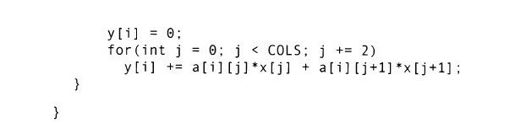 y[i] = 0;
for(int j = 0; j < COLS; j += 2)
y[i] += a[i][j]*x[j] + a[i][j+1]*x[j+1];
}
}